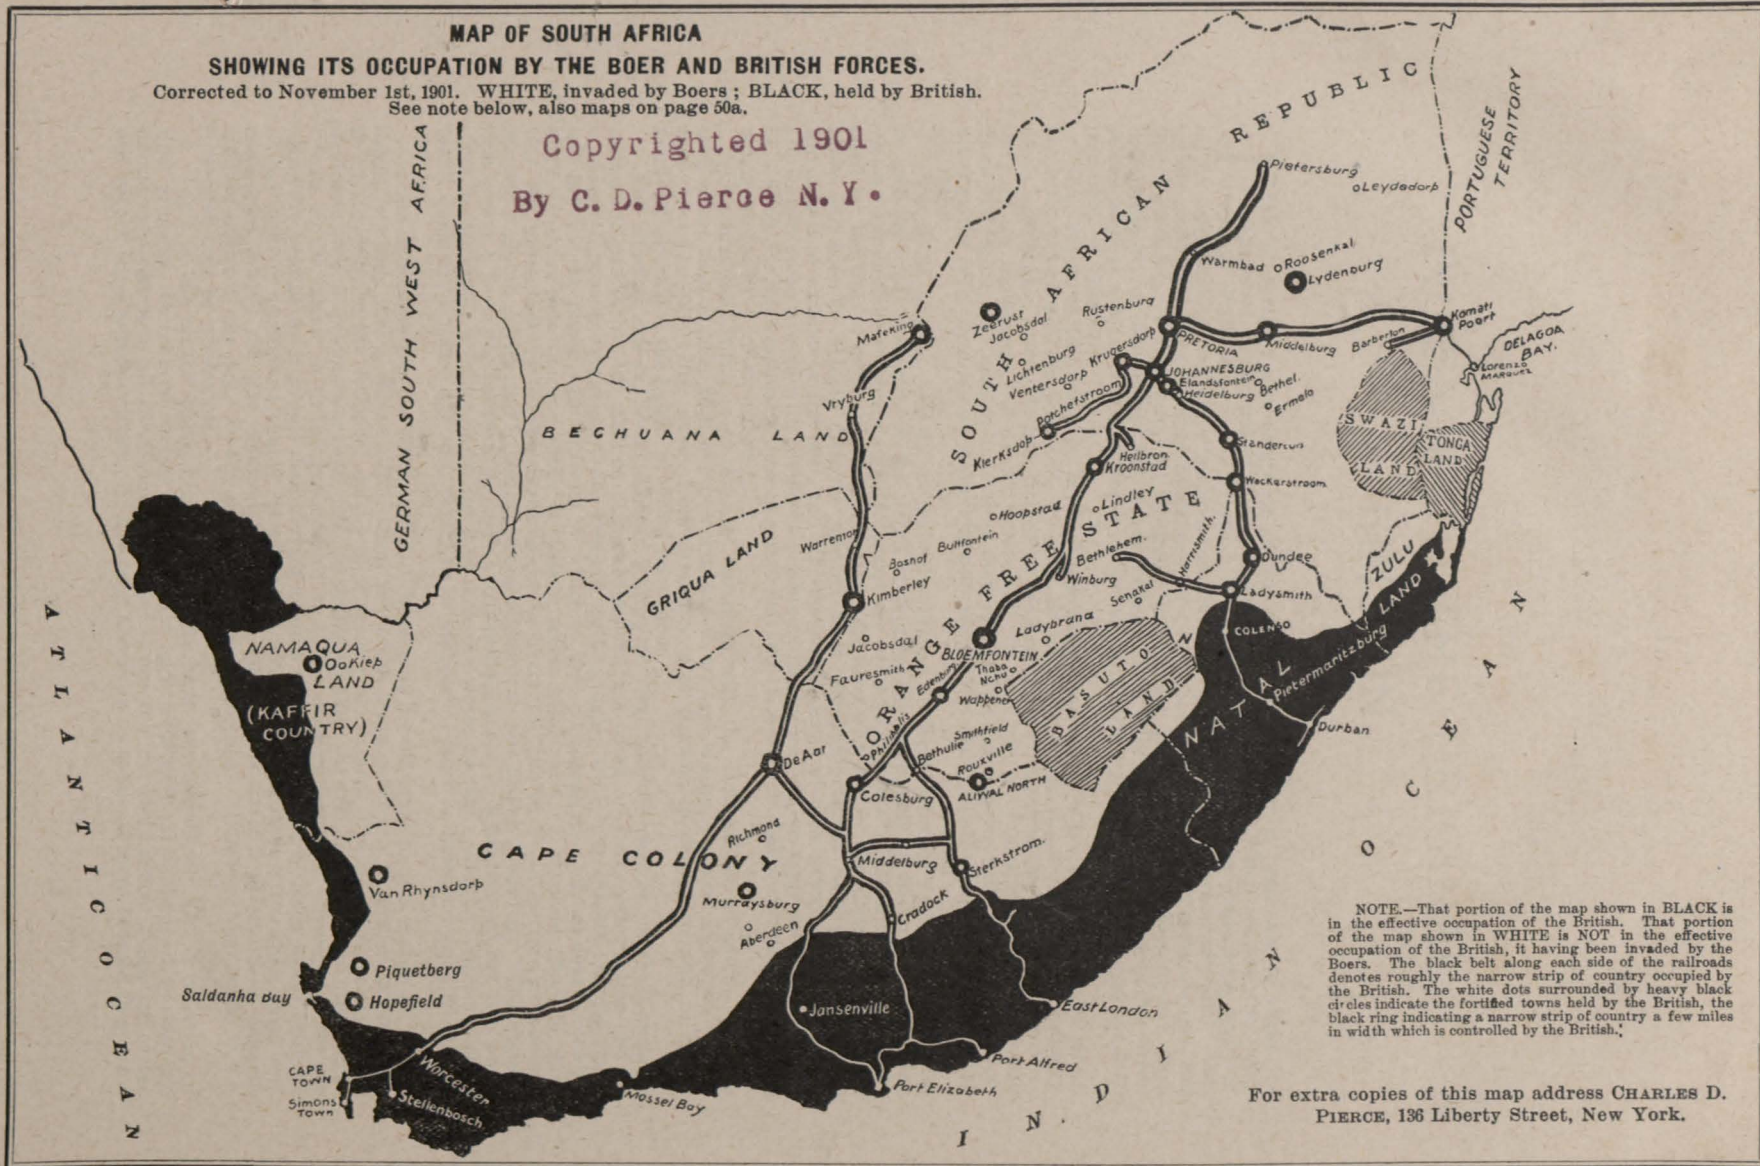 MAP OF SOUTH AFRICA
SHOWING ITS OCCUPATION BY THE BOER AND BRITISH FORCES.
Corrected to November 1st, 1901. WHITE, invaded by Boers ; BLACK, held by British.
See note below, also maps on page 50a.
Copyrighted 1901
By C. D. Pierce N. Y.
GERMAN SOUTH WEST AFRICA
SOUTH AFRICAN REPUBLIC
PORTUGUESE
TERRITORY
Pietersburg
Leydsdorp
Warmbad
Roosenkal
Lydenburg
Zeerust
Jacobsdal
Rustenburg
Mafeking
Lichtenburg
Krugersdorp
PRETORIA
Middelburg
Barberton
Komati
Poort
DELAGOA
BAY.
Lorenzo
MARQUEZ
Ventersdorp
Potchefstroom
JOHANNESBURG
Elandsfontein
Heidelburg
Bethel.
Ermelo
Vryburg
BECHUANA LAND
Klerksdop
Heilbron
Kroonstad
Standerton
SWAZI
LAND
TONGA
LAND
Wackerstroom
GRIQUA LAND
Warrenton
Hoopstad
Lindley
Boshof
Bultfontein
ORANGE FREE STATE
Bethlehem.
Harrismith.
Dundee
ZULU
LAND
Kimberley
Winburg
Senakal
Ladysmith
COLENSO
NAMAQUA
Ookiep
LAND
(KAFFIR
COUNTRY)
Jacobsdal
Ladybrand
BLOEMFONTEIN
Fauresmith
Edenburg
Thaba
Nchu
Wappener
BASUTO
LAND
NATAL
Pietermaritzburg
Durban
Philipolis
Smithfield
Bethulie
Rouxville
ALIWAL NORTH
De Aar
Colesburg
Richmond
CAPE COLONY
Middelburg
Sterkstrom.
Van Rhynsdorp
Murraysburg
Cradock
Aberdeen
Piquetberg
Saldanha Bay
Hopefield
Jansenville
East London
CAPE
TOWN
Simons
TOWN
Worcester
Stellenbosch
Mossel Bay
Port Elizabeth
Port Alfred
ATLANTIC OCEAN
INDIAN OCEAN
NOTE.—That portion of the map shown in BLACK is
in the effective occupation of the British. That portion
of the map shown in WHITE is NOT in the effective
occupation of the British, it having been invaded by the
Boers. The black belt along each side of the railroads
denotes roughly the narrow strip of country occupied by
the British. The white dots surrounded by heavy black
circles indicate the fortified towns held by the British, the
black ring indicating a narrow strip of country a few miles
in width which is controlled by the British.
For extra copies of this map address CHARLES D.
PIERCE, 136 Liberty Street, New York.